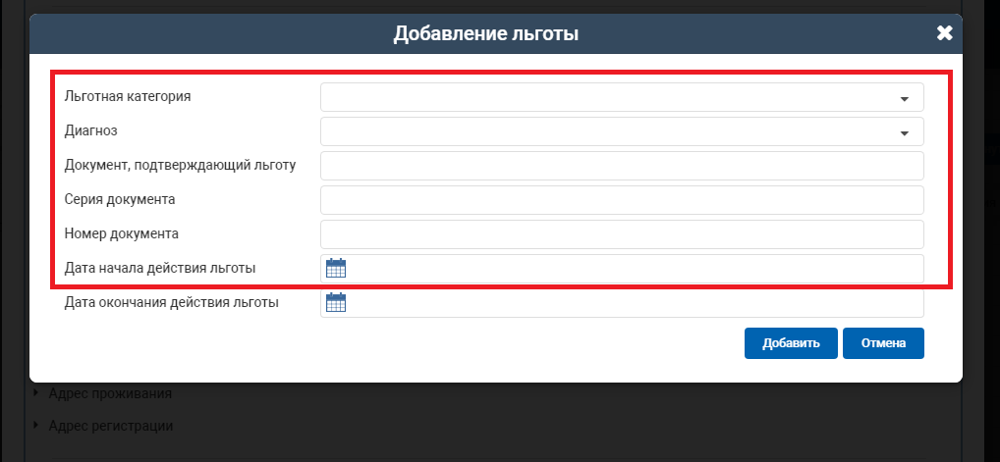 Добавление льготы
Льготная категория
Диагноз
Документ, подтверждающий льготу
Серия документа
Номер документа
Дата начала действия льготы
Дата окончания действия льготы
Добавить Отмена
Адрес проживания
Адрес регистрации